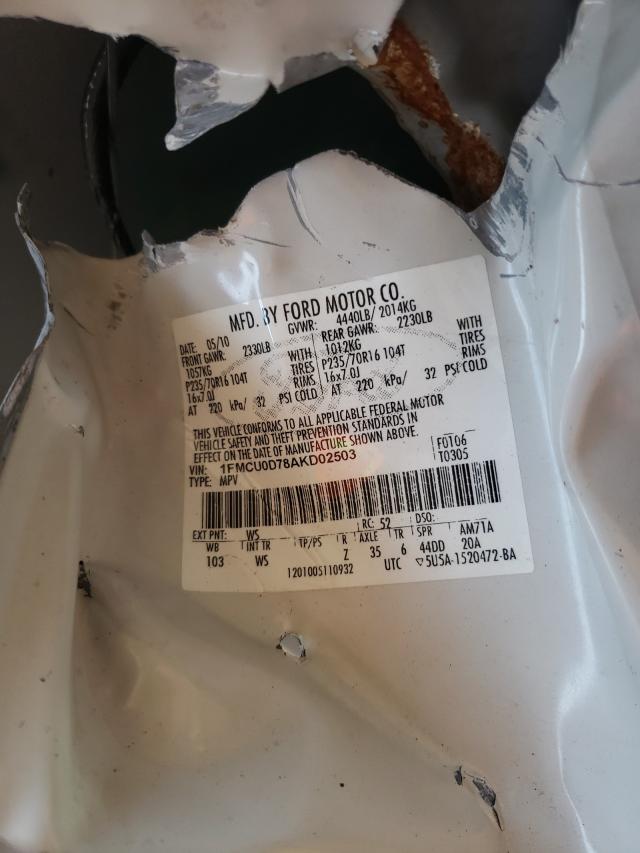 MFD. BY FORD MOTOR CO.
DATE: 05/10 GVWR: 4440LB/ 2014KG
FRONT GAWR: 2330LB REAR GAWR: 2230LB
1057KG WITH 1012KG WITH
P235/70R16 104T TIRES P235/70R16 104T TIRES
16x7.0J RIMS 16x7.0J RIMS
AT 220 kPa/ 32 PSI COLD AT 220 kPa/ 32 PSI COLD
THIS VEHICLE CONFORMS TO ALL APPLICABLE FEDERAL MOTOR
VEHICLE SAFETY AND THEFT PREVENTION STANDARDS IN
EFFECT ON THE DATE OF MANUFACTURE SHOWN ABOVE.
VIN: 1FMCU0D78AKD02503 F0106
TYPE: MPV T0305
EXT PNT: WS RC: 52 DSO:
WB INT TR TP/PS R AXLE TR SPR AM71A
103 WS Z 35 6 44DD 20A
1201005110932 UTC ▽5U5A-1520472-BA